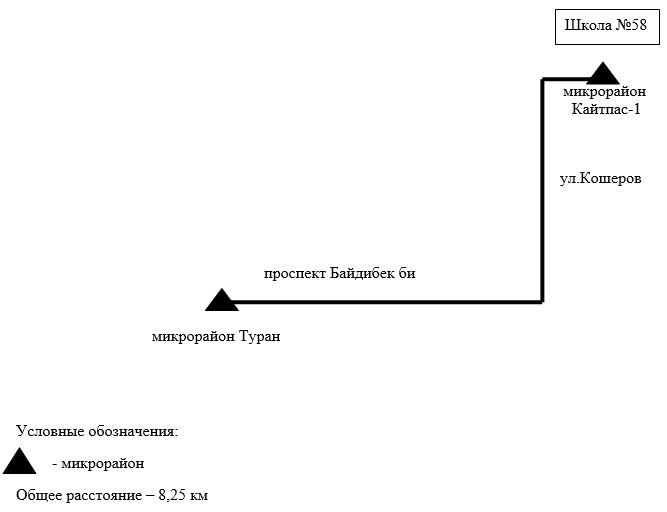 Школа №58
микрорайон
Кайтпас-1
ул.Кошеров
проспект Байдибек би
микрорайон Туран
Условные обозначения:
- микрорайон
Общее расстояние – 8,25 км